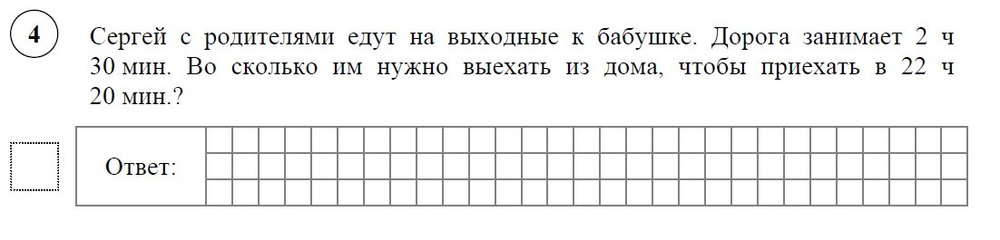 4
Сергей с родителями едут на выходные к бабушке. Дорога занимает 2 ч
30 мин. Во сколько им нужно выехать из дома, чтобы приехать в 22 ч
20 мин.?
Ответ: